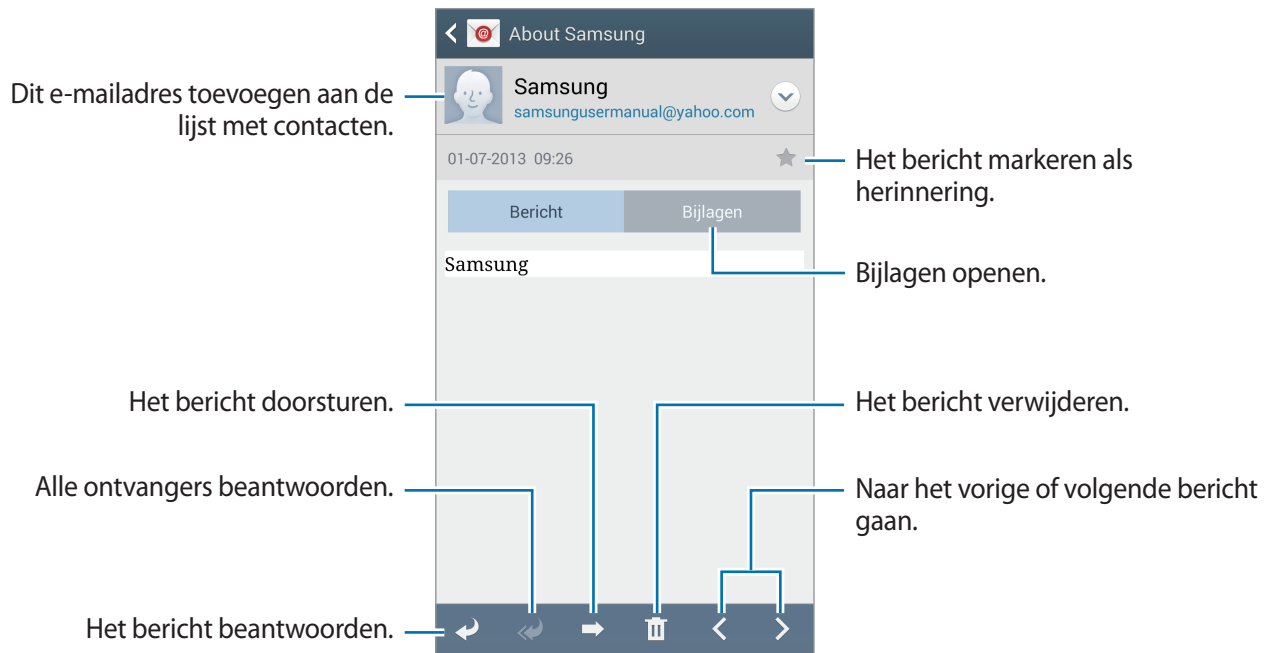 About Samsung
Dit e-mailadres toevoegen aan de
lijst met contacten.
Samsung
samsungusermanual@yahoo.com
01-07-2013 09:26
Het bericht markeren als
herinnering.
Bericht
Bijlagen
Samsung
Bijlagen openen.
Het bericht doorsturen.
Het bericht verwijderen.
Alle ontvangers beantwoorden.
Naar het vorige of volgende bericht
gaan.
Het bericht beantwoorden.